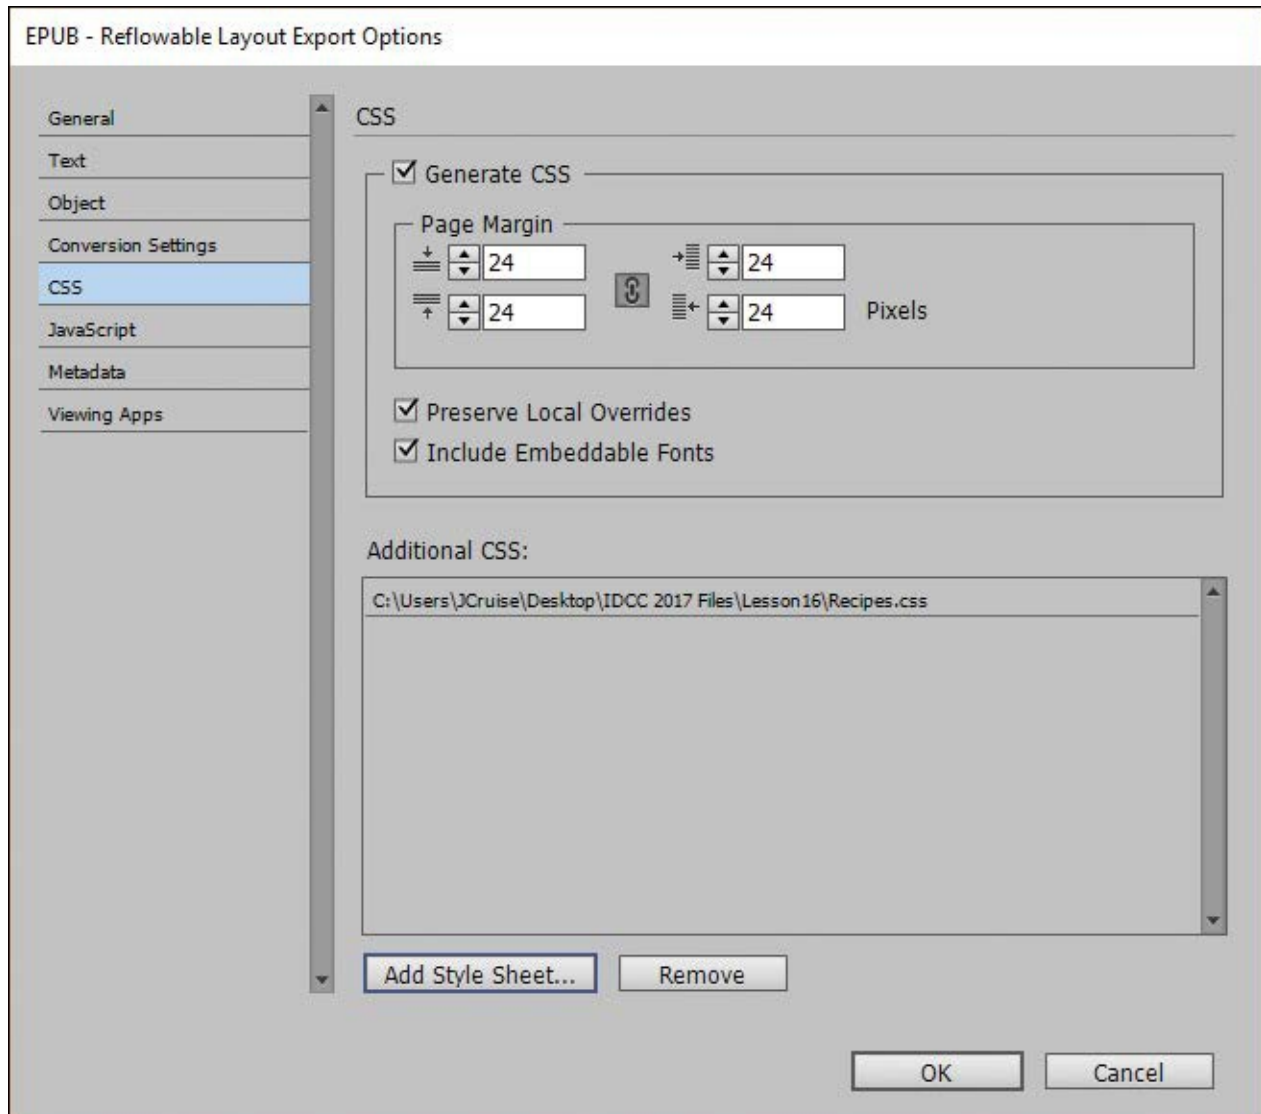 EPUB - Reflowable Layout Export Options
General
Text
Object
Conversion Settings
CSS
JavaScript
Metadata
Viewing Apps
CSS
Generate CSS
Page Margin
24 24
24 24 Pixels
Preserve Local Overrides
Include Embeddable Fonts
Additional CSS:
C:\Users\JCruise\Desktop\IDCC 2017 Files\Lesson16\Recipes.css
Add Style Sheet... Remove
OK Cancel